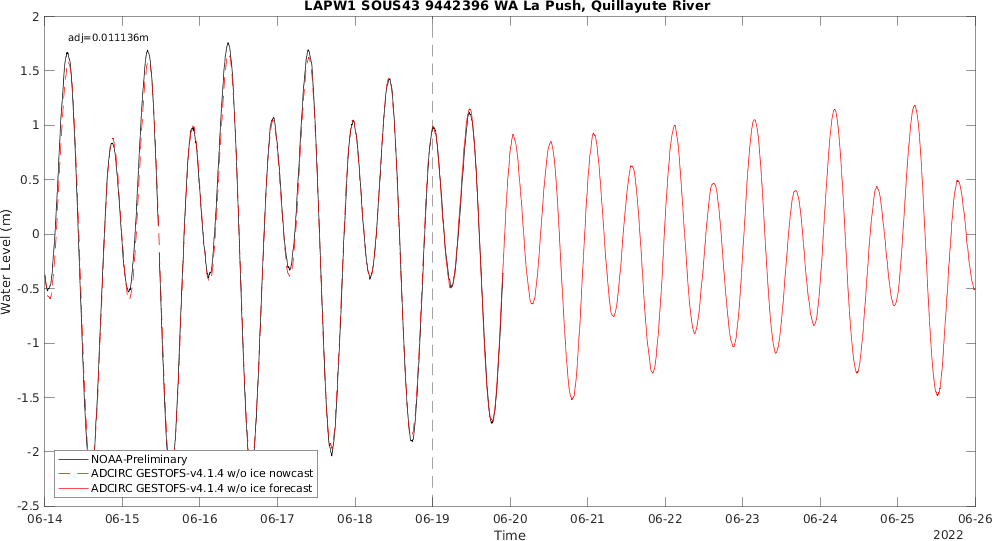 LAPW1 SOUS43 9442396 WA La Push, Quillayute River
adj=0.011136m
2
1.5
1
0.5
0
-0.5
-1
-1.5
-2
-2.5
Water Level (m)
NOAA-Preliminary
ADCIRC GESTOFS-v4.1.4 w/o ice nowcast
ADCIRC GESTOFS-v4.1.4 w/o ice forecast
06-14 06-15 06-16 06-17 06-18 06-19 06-20 06-21 06-22 06-23 06-24 06-25 06-26
Time
2022